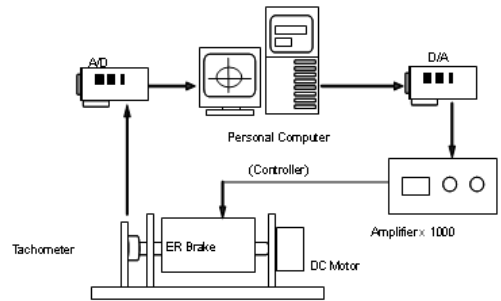 A/D
D/A
Personal Computer
(Controller)
Amplifier x 1000
Tachometer
ER Brake
DC Motor